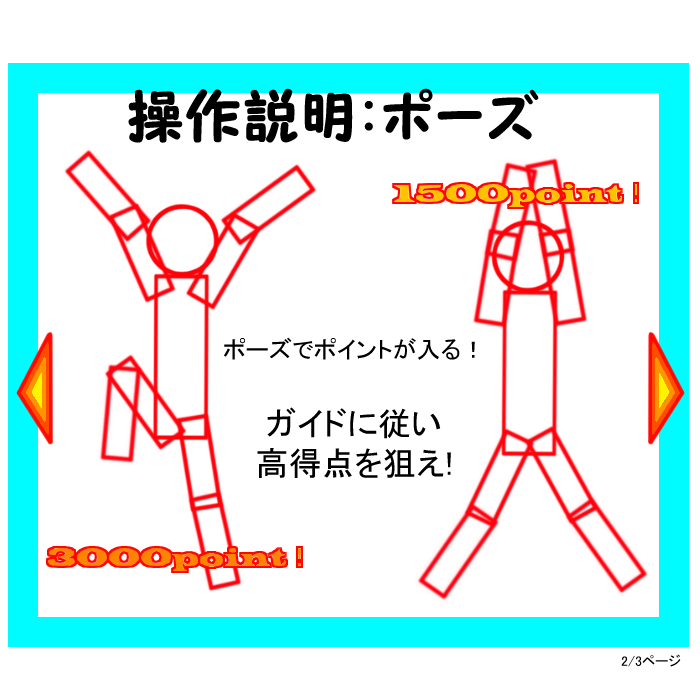 操作説明:ポーズ
1500point!
ポーズでポイントが入る!
ガイドに従い
高得点を狙え!
3000point!
2/3ページ